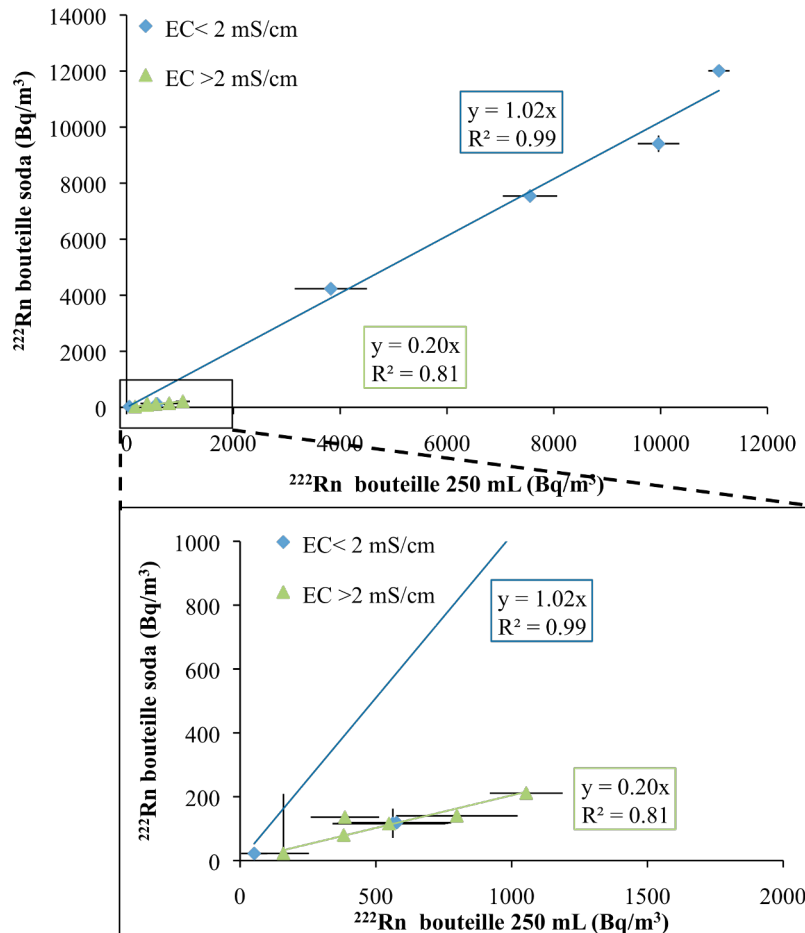 14000
12000
10000
8000
6000
4000
2000
0
²²²Rn bouteille soda (Bq/m³)
EC< 2 mS/cm
EC >2 mS/cm
y = 1.02x
R² = 0.99
y = 0.20x
R² = 0.81
0 2000 4000 6000 8000 10000 12000
²²²Rn bouteille 250 mL (Bq/m³)
1000
800
600
400
200
0
²²²Rn bouteille soda (Bq/m³)
EC< 2 mS/cm
EC >2 mS/cm
y = 1.02x
R² = 0.99
y = 0.20x
R² = 0.81
0 500 1000 1500 2000
²²²Rn bouteille 250 mL (Bq/m³)